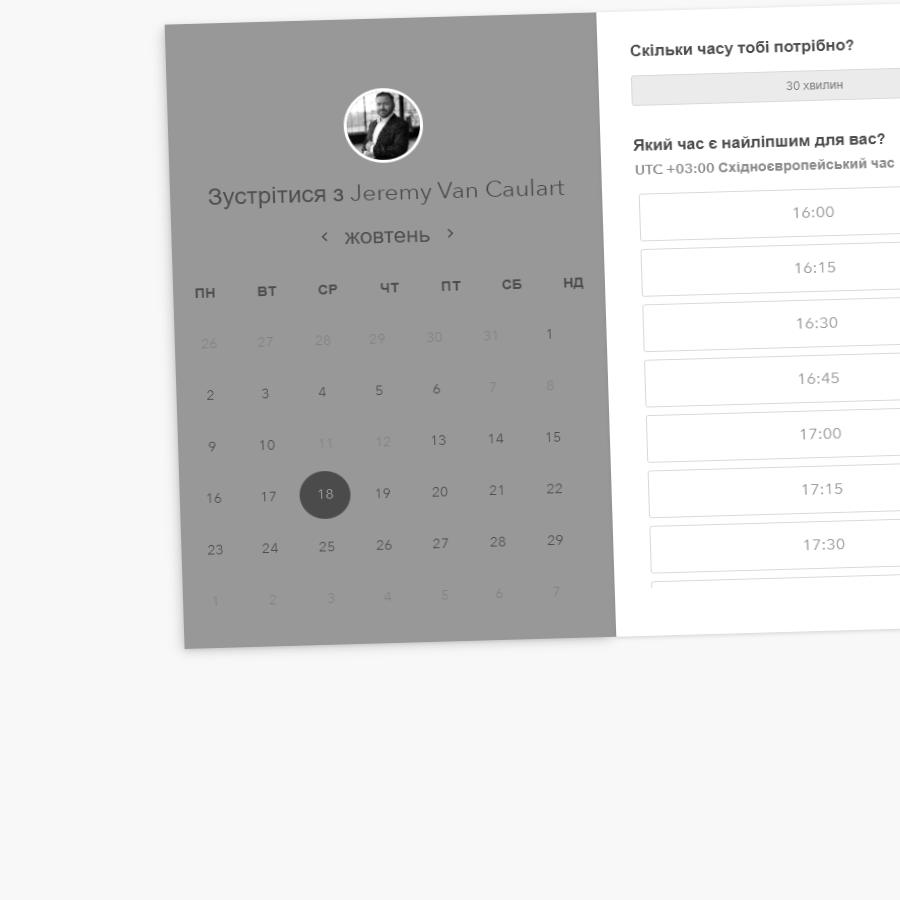 Зустрітися з Jeremy Van Caulart
< жовтень >
ПН ВТ СР ЧТ ПТ СБ НД
26 27 28 29 30 31 1
2 3 4 5 6 7 8
9 10 11 12 13 14 15
16 17 18 19 20 21 22
23 24 25 26 27 28 29
1 2 3 4 5 6 7
Скільки часу тобі потрібно?
30 хвилин
Який час є найліпшим для вас?
UTC +03:00 Східноєвропейський час
16:00
16:15
16:30
16:45
17:00
17:15
17:30